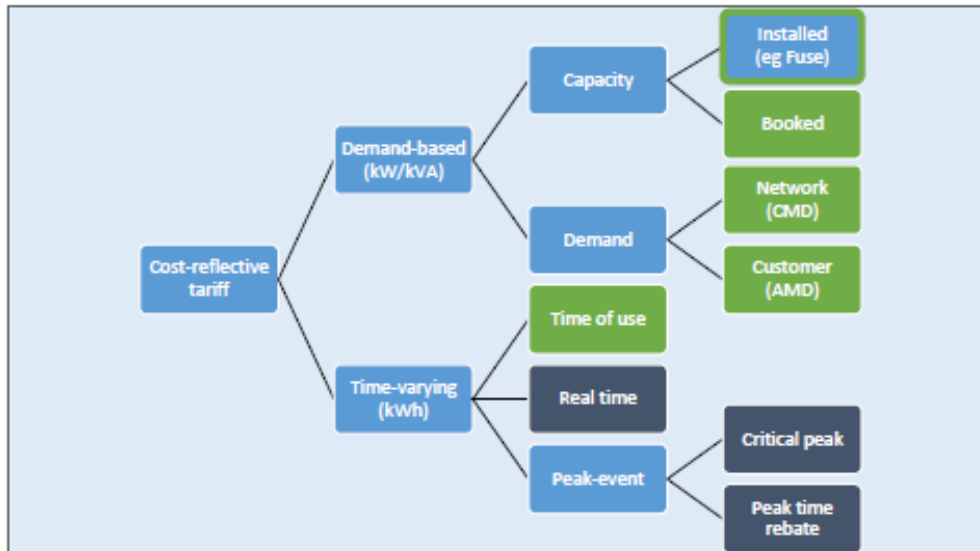 Installed
(eg Fuse)
Capacity
Booked
Demand-based
(kW/kVA)
Network
(CMD)
Demand
Customer
(AMD)
Cost-reflective
tariff
Time of use
Time-varying
(kWh)
Real time
Critical peak
Peak-event
Peak time
rebate